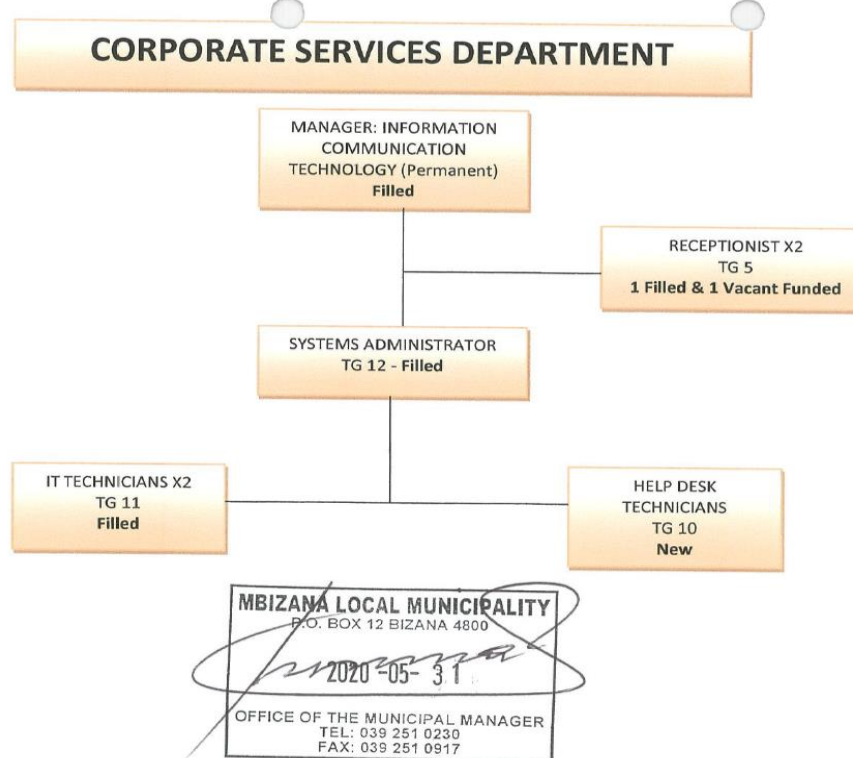 CORPORATE SERVICES DEPARTMENT
MANAGER: INFORMATION
COMMUNICATION
TECHNOLOGY (Permanent)
Filled
RECEPTIONIST X2
TG 5
1 Filled & 1 Vacant Funded
SYSTEMS ADMINISTRATOR
TG 12 - Filled
IT TECHNICIANS X2
TG 11
Filled
HELP DESK
TECHNICIANS
TG 10
New
MBIZANA LOCAL MUNICIPALITY
P.O. BOX 12 BIZANA 4800
2020 -05- 31
OFFICE OF THE MUNICIPAL MANAGER
TEL: 039 251 0230
FAX: 039 251 0917